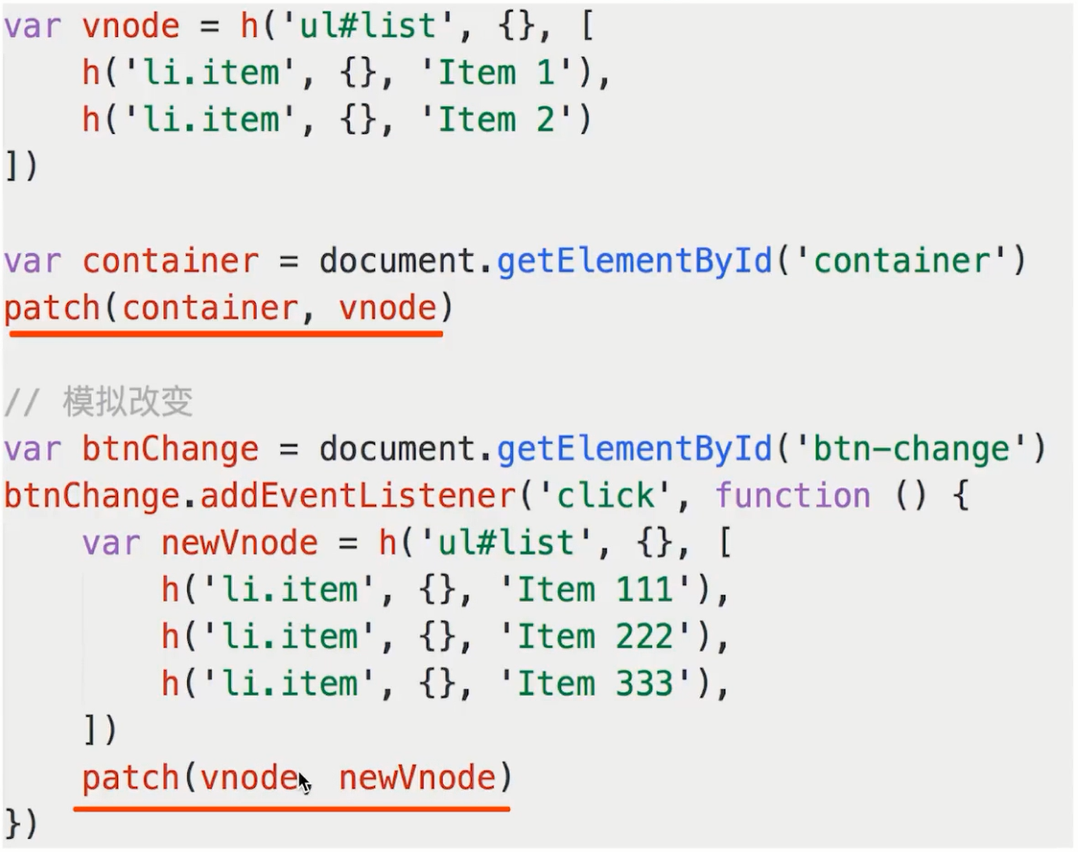 var vnode = h('ul#list', {}, [
    h('li.item', {}, 'Item 1'),
    h('li.item', {}, 'Item 2')
])
var container = document.getElementById('container')
patch(container, vnode)
// 模拟改变
var btnChange = document.getElementById('btn-change')
btnChange.addEventListener('click', function () {
    var newVnode = h('ul#list', {}, [
        h('li.item', {}, 'Item 111'),
        h('li.item', {}, 'Item 222'),
        h('li.item', {}, 'Item 333'),
    ])
    patch(vnode, newVnode)
})